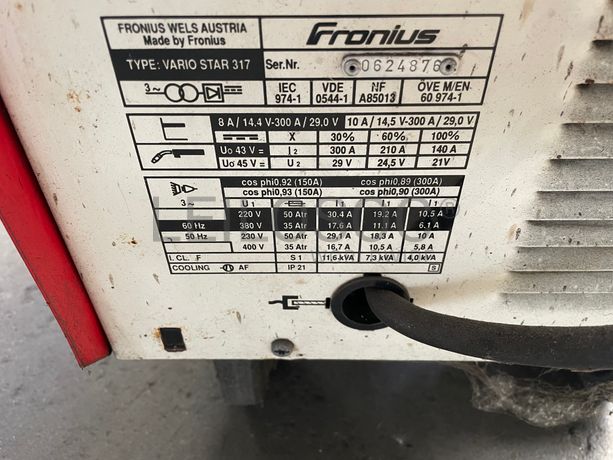 FRONIUS WELS AUSTRIA
Made by Fronius
Fronius
TYPE: VARIO STAR 317
Ser.Nr. 0624876
3~
IEC 974-1 VDE 0544-1 NF A85013 ÖVE M/EN 60 974-1
8 A / 14.4 V-300 A / 29,0 V 10 A / 14,5 V-300 A / 29,0 V
X 30% 60% 100%
U0 43 V= I2 300 A 210 A 140 A
U0 45 V= U2 29 V 24,5 V 21V
cos phi0,92 (150A) cos phi0,89 (300A)
3~ cos phi0,93 (150A) cos phi0,90 (300A)
U1 I1 I1 I1
220 V 50 Atr 30.4 A 19.2 A 10.5 A
60 Hz 380 V 35 Atr 17.6 A 11.1 A 6.1 A
50 Hz 230 V 50 Atr 29,1 A 18,3 A 10 A
400 V 35 Atr 16,7 A 10,5 A 5,8 A
I. CL. F S 1 11,6 kVA 7,3 kVA 4,0 kVA
COOLING AF IP 21 S